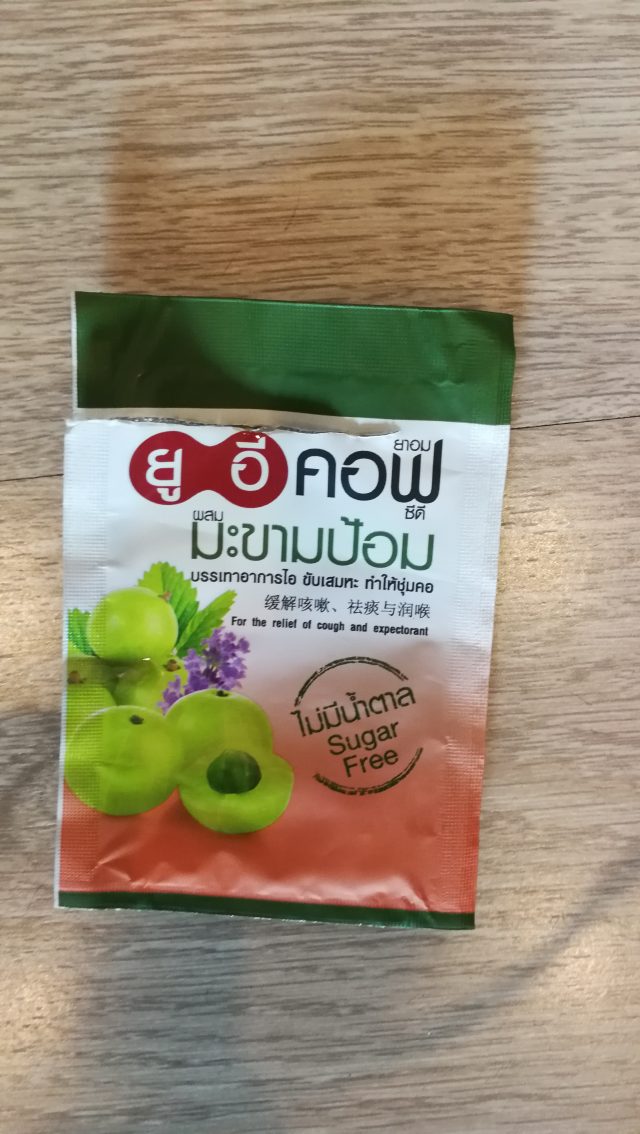 ยู อี คอฟ ยาอม
ซีดี
ผสม
มะขามป้อม
บรรเทาอาการไอ ขับเสมหะ ทำให้ชุ่มคอ
缓解咳嗽、祛痰与润喉
For the relief of cough and expectorant
ไม่มีน้ำตาล
Sugar
Free